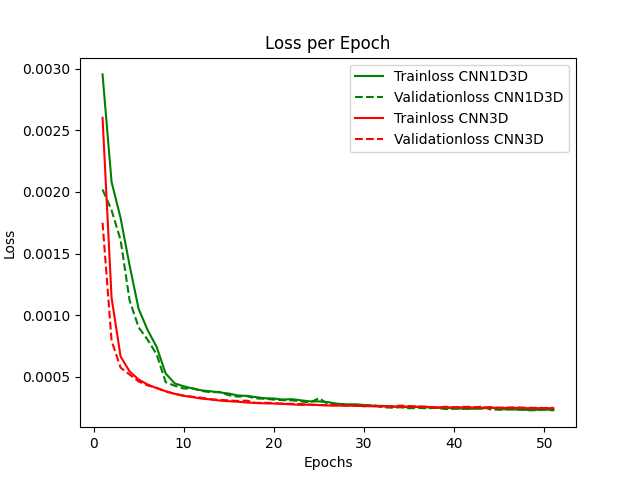 Loss per Epoch
0.0030
0.0025
0.0020
0.0015
0.0010
0.0005
Loss
Trainloss CNN1D3D
Validationloss CNN1D3D
Trainloss CNN3D
Validationloss CNN3D
0 10 20 30 40 50
Epochs